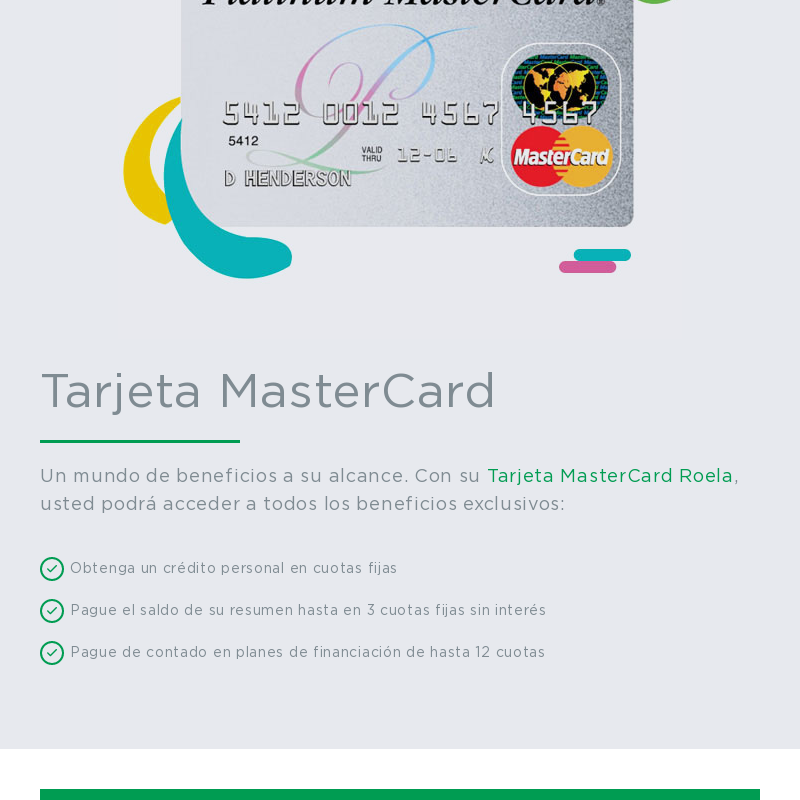 Platinum MasterCard®
5412 0012 4567 4567
5412
VALID THRU 12-06
MasterCard
D HENDERSON
Tarjeta MasterCard
Un mundo de beneficios a su alcance. Con su Tarjeta MasterCard Roela,
usted podrá acceder a todos los beneficios exclusivos:
Obtenga un crédito personal en cuotas fijas
Pague el saldo de su resumen hasta en 3 cuotas fijas sin interés
Pague de contado en planes de financiación de hasta 12 cuotas